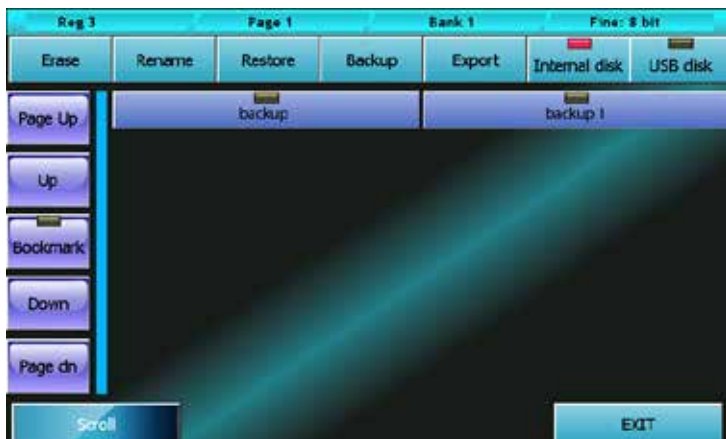 Reg 3 Page 1 Bank 1 Fine: 8 bit
Erase Rename Restore Backup Export Internal disk USB disk
Page Up backup backup 1
Up
Bookmark
Down
Page dn
Scroll EXIT